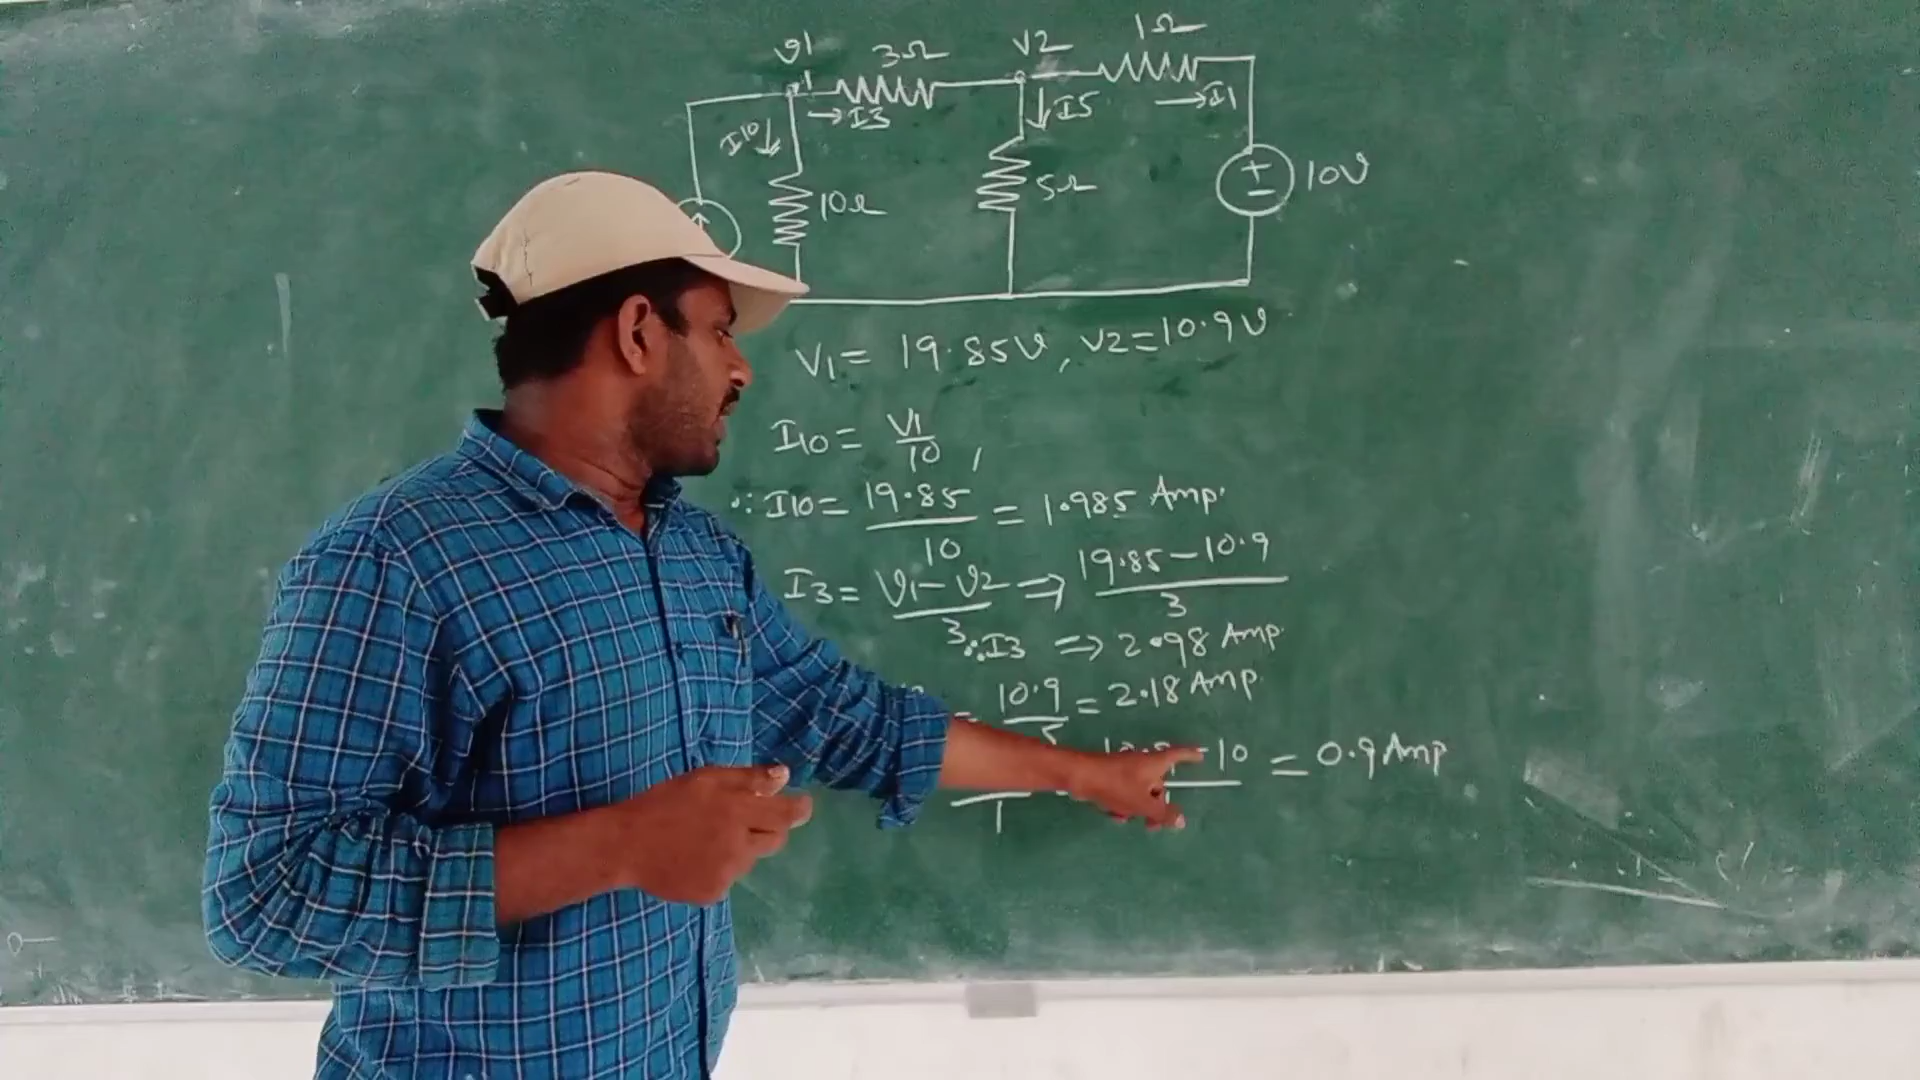 V1 3Ω V2 1Ω
I10 → I3 I5 → I1
10Ω 5Ω + − 10V
V1 = 19.85V, V2 = 10.9V
I10 = V1/10,
∴ I10 = 19.85/10 = 1.985 Amp.
I3 = V1−V2/3 ⇒ 19.85−10.9/3
∴ I3 ⇒ 2.98 Amp.
= 10.9/5 = 2.18 Amp.
−10 = 0.9 Amp
1